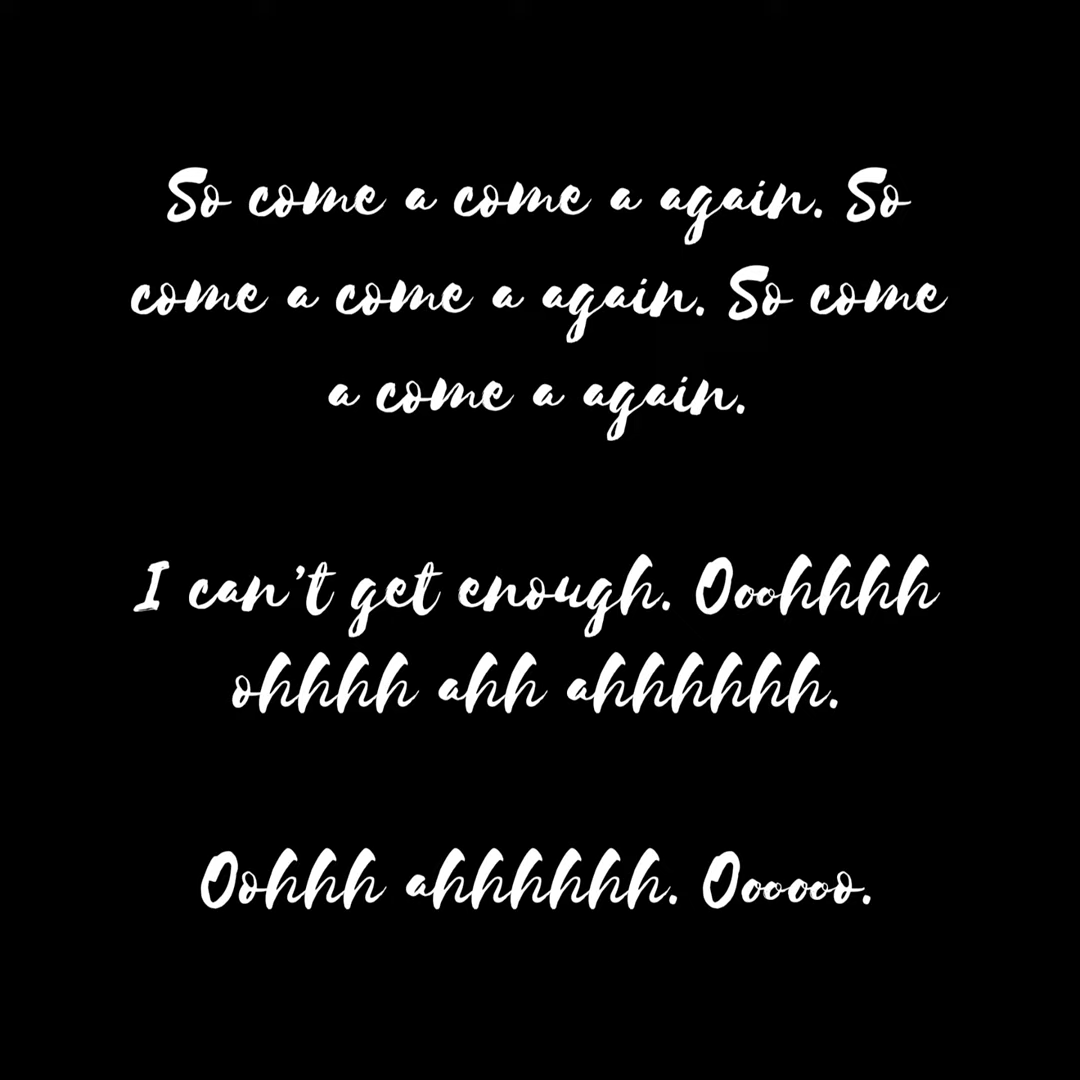 So come a come a again. So
come a come a again. So come
a come a again.
I can't get enough. Ooohhhh
ohhhh ahh ahhhhhh.
Oohhh ahhhhhh. Oooooo.